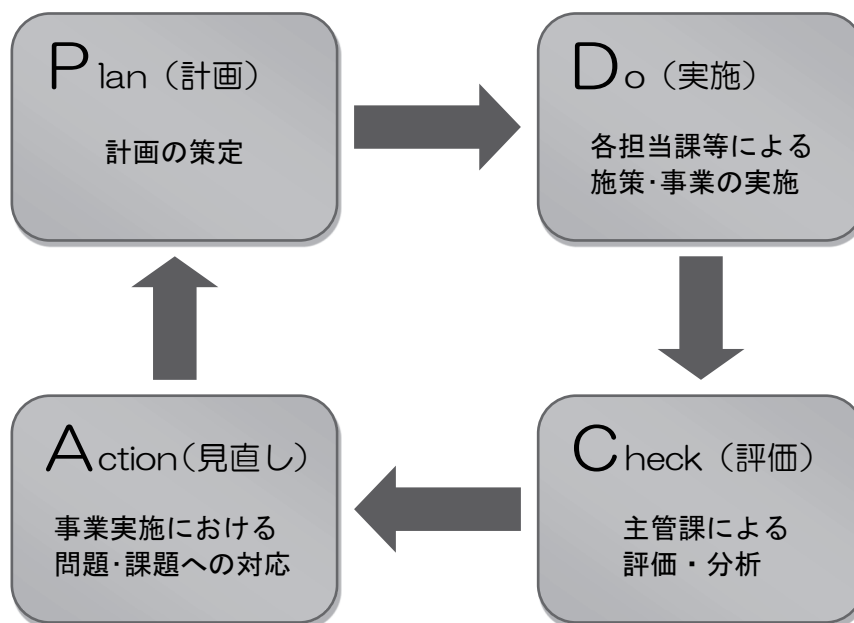 Plan（計画）
計画の策定
Do（実施）
各担当課等による
施策･事業の実施
Action(見直し)
事業実施における
問題･課題への対応
Check（評価）
主管課による
評価・分析